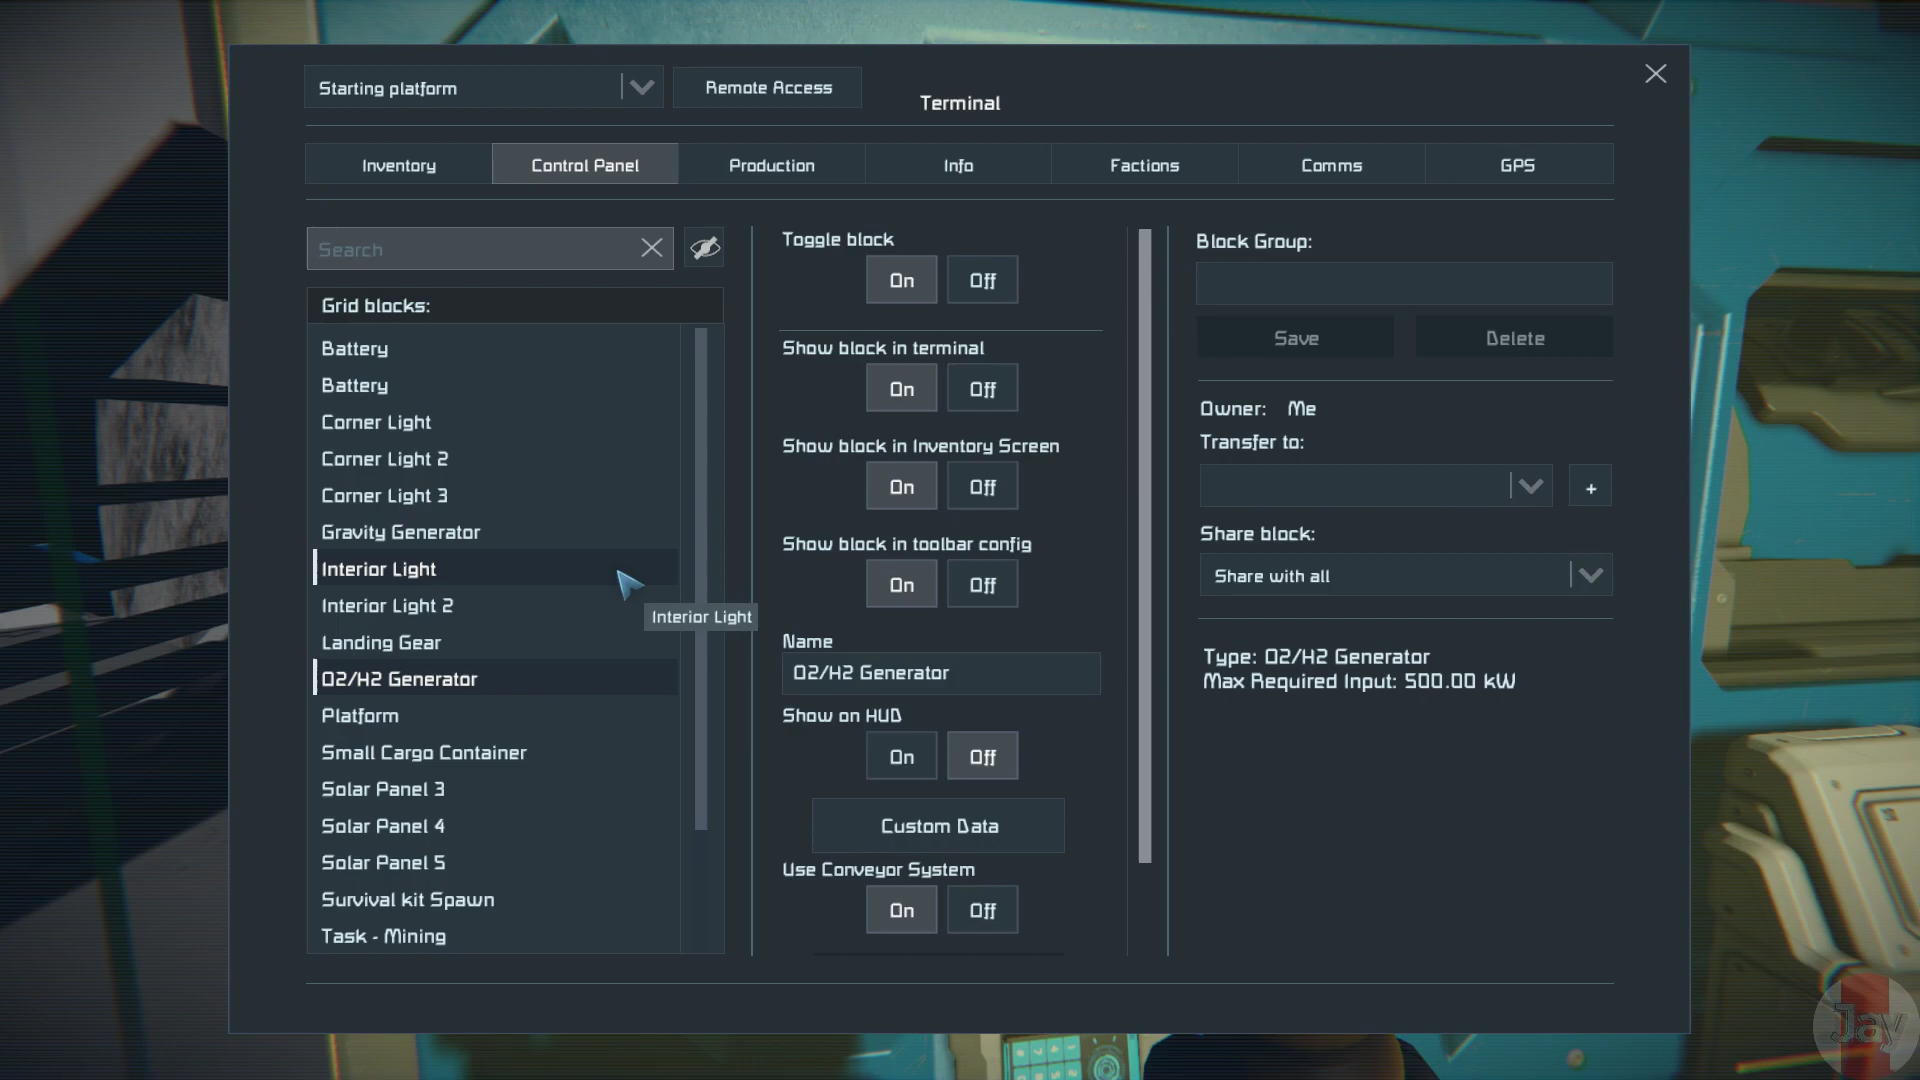 Starting platform
Remote Access
Terminal
Inventory
Control Panel
Production
Info
Factions
Comms
GPS
Search
Grid blocks:
Battery
Battery
Corner Light
Corner Light 2
Corner Light 3
Gravity Generator
Interior Light
Interior Light 2
Landing Gear
O2/H2 Generator
Platform
Small Cargo Container
Solar Panel 3
Solar Panel 4
Solar Panel 5
Survival kit Spawn
Task - Mining
Interior Light
Toggle block
On Off
Show block in terminal
On Off
Show block in Inventory Screen
On Off
Show block in toolbar config
On Off
Name
O2/H2 Generator
Show on HUD
On Off
Custom Data
Use Conveyor System
On Off
Block Group:
Save Delete
Owner: Me
Transfer to:
+
Share block:
Share with all
Type: O2/H2 Generator
Max Required Input: 500.00 kW
Jay